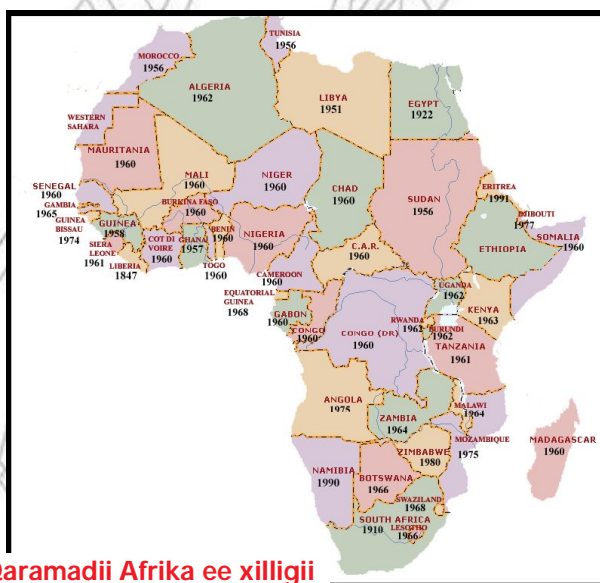 TUNISIA
1956
MOROCCO
1956
ALGERIA
1962
LIBYA
1951
EGYPT
1922
WESTERN
SAHARA
MAURITANIA
1960
MALI
1960
NIGER
1960
CHAD
1960
SUDAN
1956
ERITREA
1991
DJIBOUTI
1977
SOMALIA
1960
ETHIOPIA
SENEGAL
1960
GAMBIA
1965
GUINEA
BISSAU
1974
GUINEA
1958
SIERA
LEONE
1961
LIBERIA
1847
COT DI
VOIRE
1960
BURKINA FASO
1960
GHANA
1957
TOGO
1960
BENIN
1960
NIGERIA
1960
CAMEROON
1960
C.A.R.
1960
EQUATORIAL
GUINEA
1968
GABON
1960
CONGO
1960
CONGO (DR)
1960
UGANDA
1962
KENYA
1963
RWANDA
1962
BURUNDI
1962
TANZANIA
1961
ANGOLA
1975
ZAMBIA
1964
MALAWI
1964
MOZAMBIQUE
1975
MADAGASCAR
1960
ZIMBABWE
1980
NAMIBIA
1990
BOTSWANA
1966
SWAZILAND
1968
SOUTH AFRICA
1910
LESOTHO
1966
Qaramadii Afrika ee xilligii